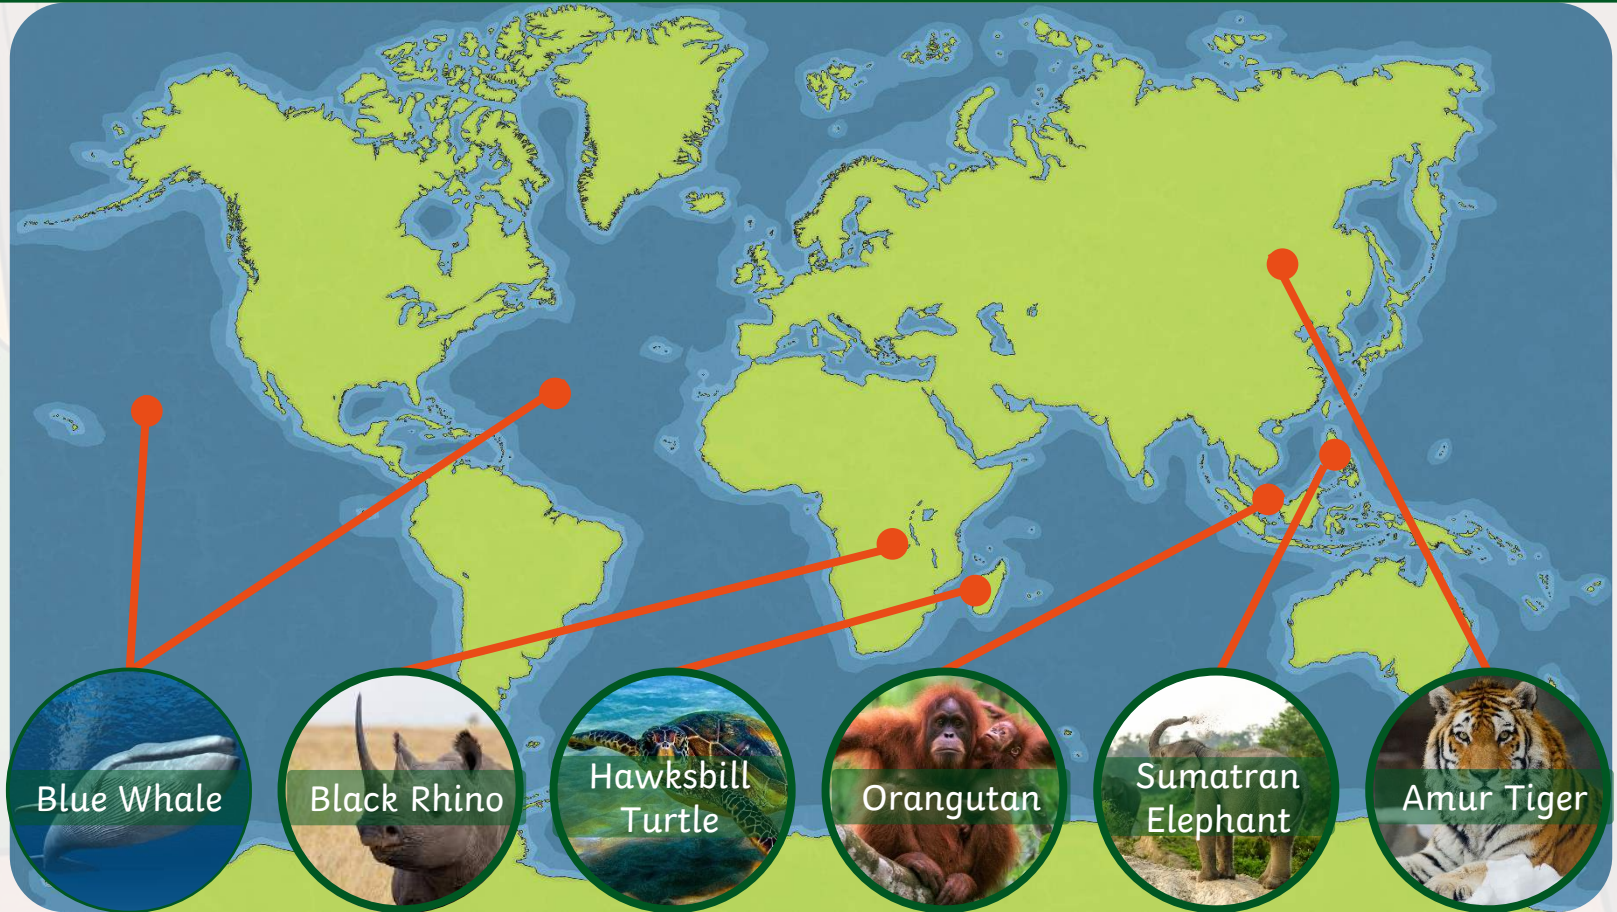 Blue Whale
Black Rhino
Hawksbill
Turtle
Orangutan
Sumatran
Elephant
Amur Tiger